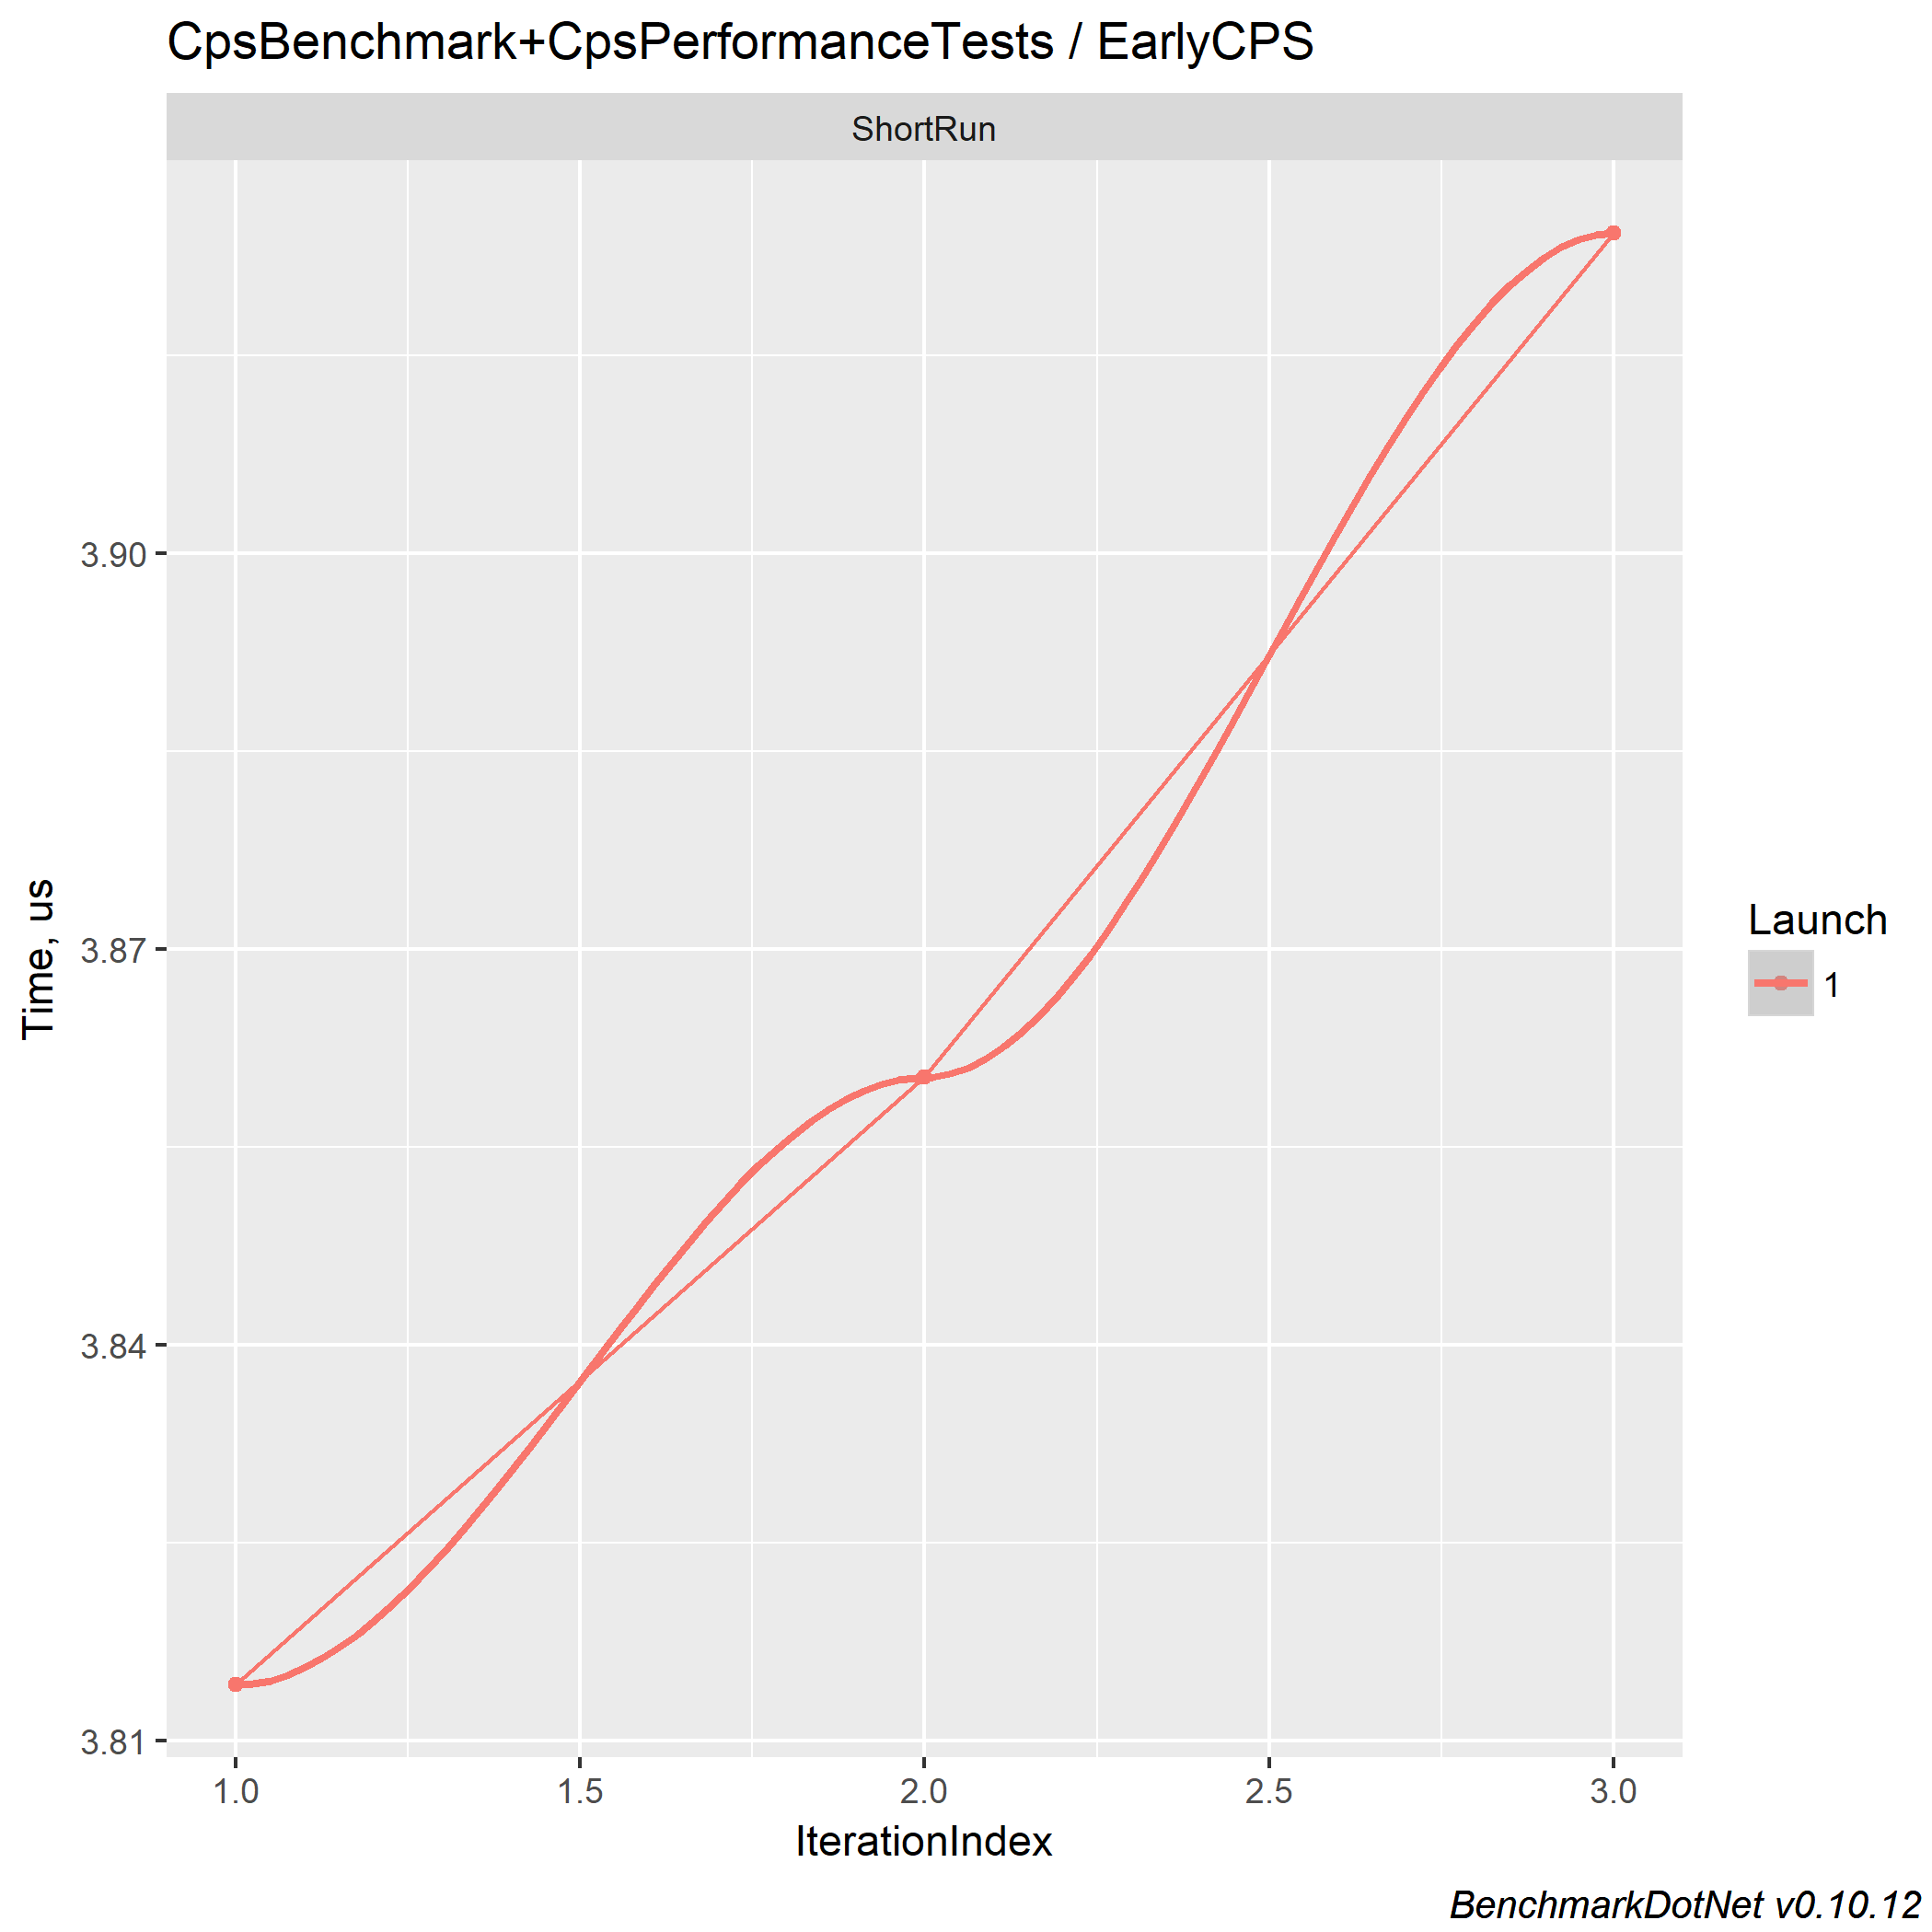 CpsBenchmark+CpsPerformanceTests / EarlyCPS
ShortRun
3.90
3.87
3.84
3.81
Time, us
1.0 1.5 2.0 2.5 3.0
IterationIndex
Launch
1
BenchmarkDotNet v0.10.12